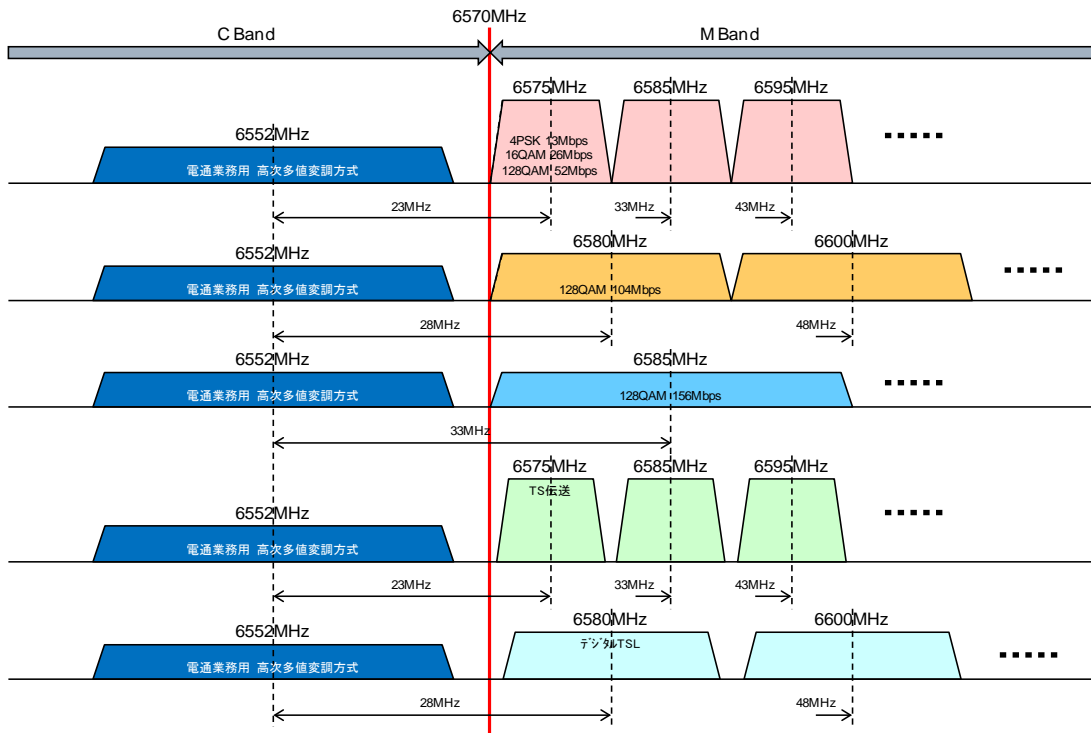 6570MHz
C Band
M Band
6575MHz
6585MHz
6595MHz
6552MHz
4PSK 13Mbps
16QAM 26Mbps
128QAM 52Mbps
電通業務用 高次多値変調方式
23MHz
33MHz
43MHz
6552MHz
6580MHz
6600MHz
電通業務用 高次多値変調方式
128QAM 104Mbps
28MHz
48MHz
6552MHz
6585MHz
電通業務用 高次多値変調方式
128QAM 156Mbps
33MHz
6575MHz
6585MHz
6595MHz
TS伝送
6552MHz
電通業務用 高次多値変調方式
23MHz
33MHz
43MHz
6552MHz
6580MHz
6600MHz
デジタルTSL
電通業務用 高次多値変調方式
28MHz
48MHz